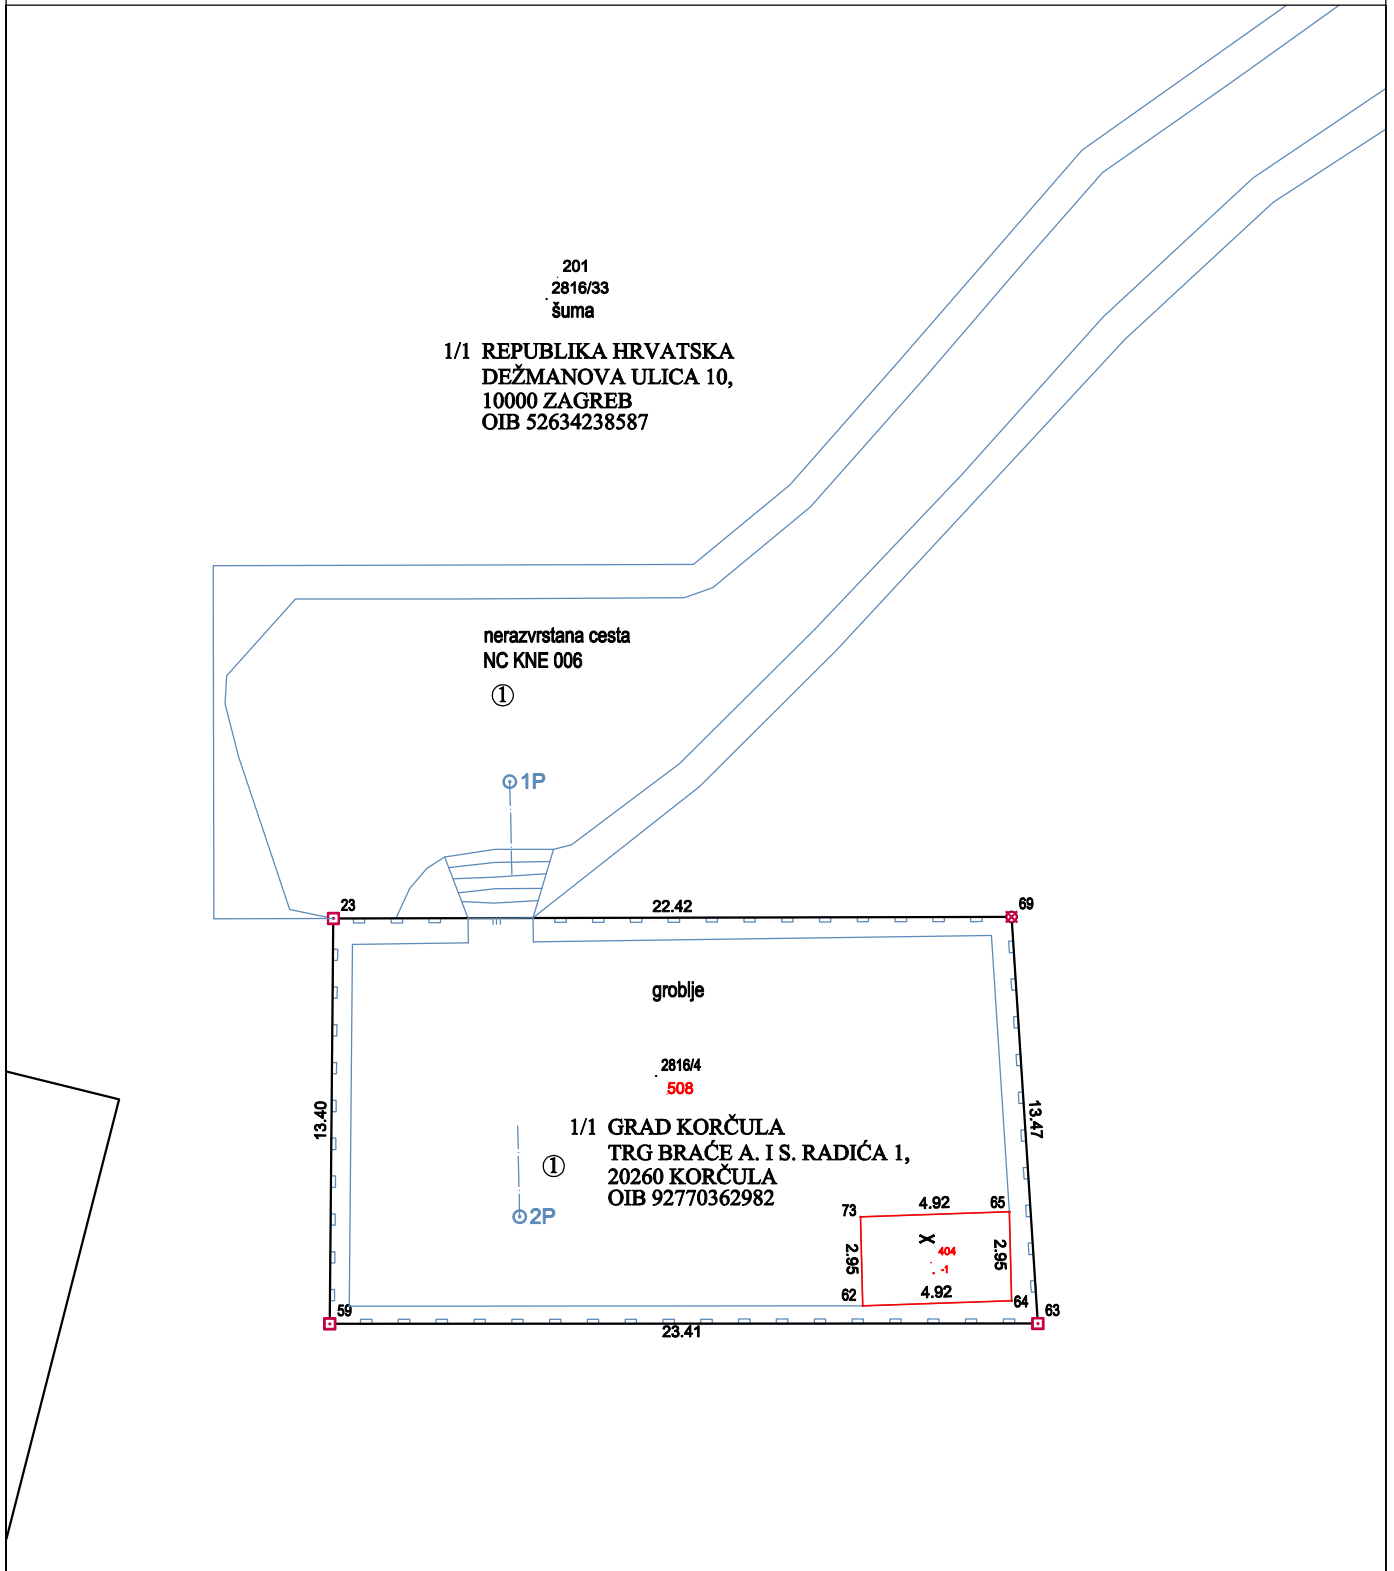 201
2816/33
šuma
1/1 REPUBLIKA HRVATSKA
DEŽMANOVA ULICA 10,
10000 ZAGREB
OIB 52634238587
nerazvrstana cesta
NC KNE 006
1
1P
23
22.42
69
groblje
2816/4
508
13.40
13.47
1/1 GRAD KORČULA
TRG BRAĆE A. I S. RADIĆA 1,
20260 KORČULA
OIB 92770362982
1
2P
73
4.92
65
2.95
404
-1
2.95
62
4.92
64
59
63
23.41